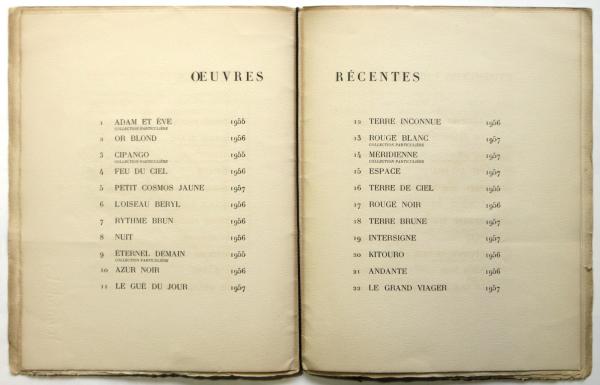 ŒUVRES
1 ADAM ET ÈVE 1955
COLLECTION PARTICULIÈRE
2 OR BLOND 1956
3 CIPANGO 1955
COLLECTION PARTICULIÈRE
4 FEU DU CIEL 1956
5 PETIT COSMOS JAUNE 1957
6 L'OISEAU BERYL 1956
7 RYTHME BRUN 1956
8 NUIT 1956
9 ÉTERNEL DEMAIN 1955
COLLECTION PARTICULIÈRE
10 AZUR NOIR 1956
11 LE GUÉ DU JOUR 1957
RÉCENTES
12 TERRE INCONNUE 1956
13 ROUGE BLANC 1957
COLLECTION PARTICULIÈRE
14 MÉRIDIENNE 1957
COLLECTION PARTICULIÈRE
15 ESPACE 1957
16 TERRE DE CIEL 1955
17 ROUGE NOIR 1956
18 TERRE BRUNE 1957
19 INTERSIGNE 1957
20 KITOURO 1956
21 ANDANTE 1956
22 LE GRAND VIAGER 1957